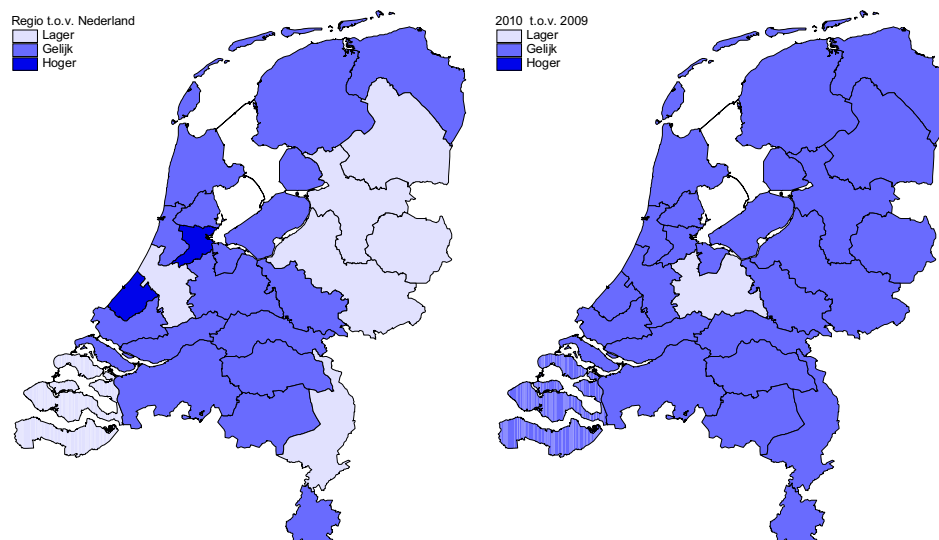 Regio t.o.v. Nederland
Lager
Gelijk
Hoger
2010 t.o.v. 2009
Lager
Gelijk
Hoger